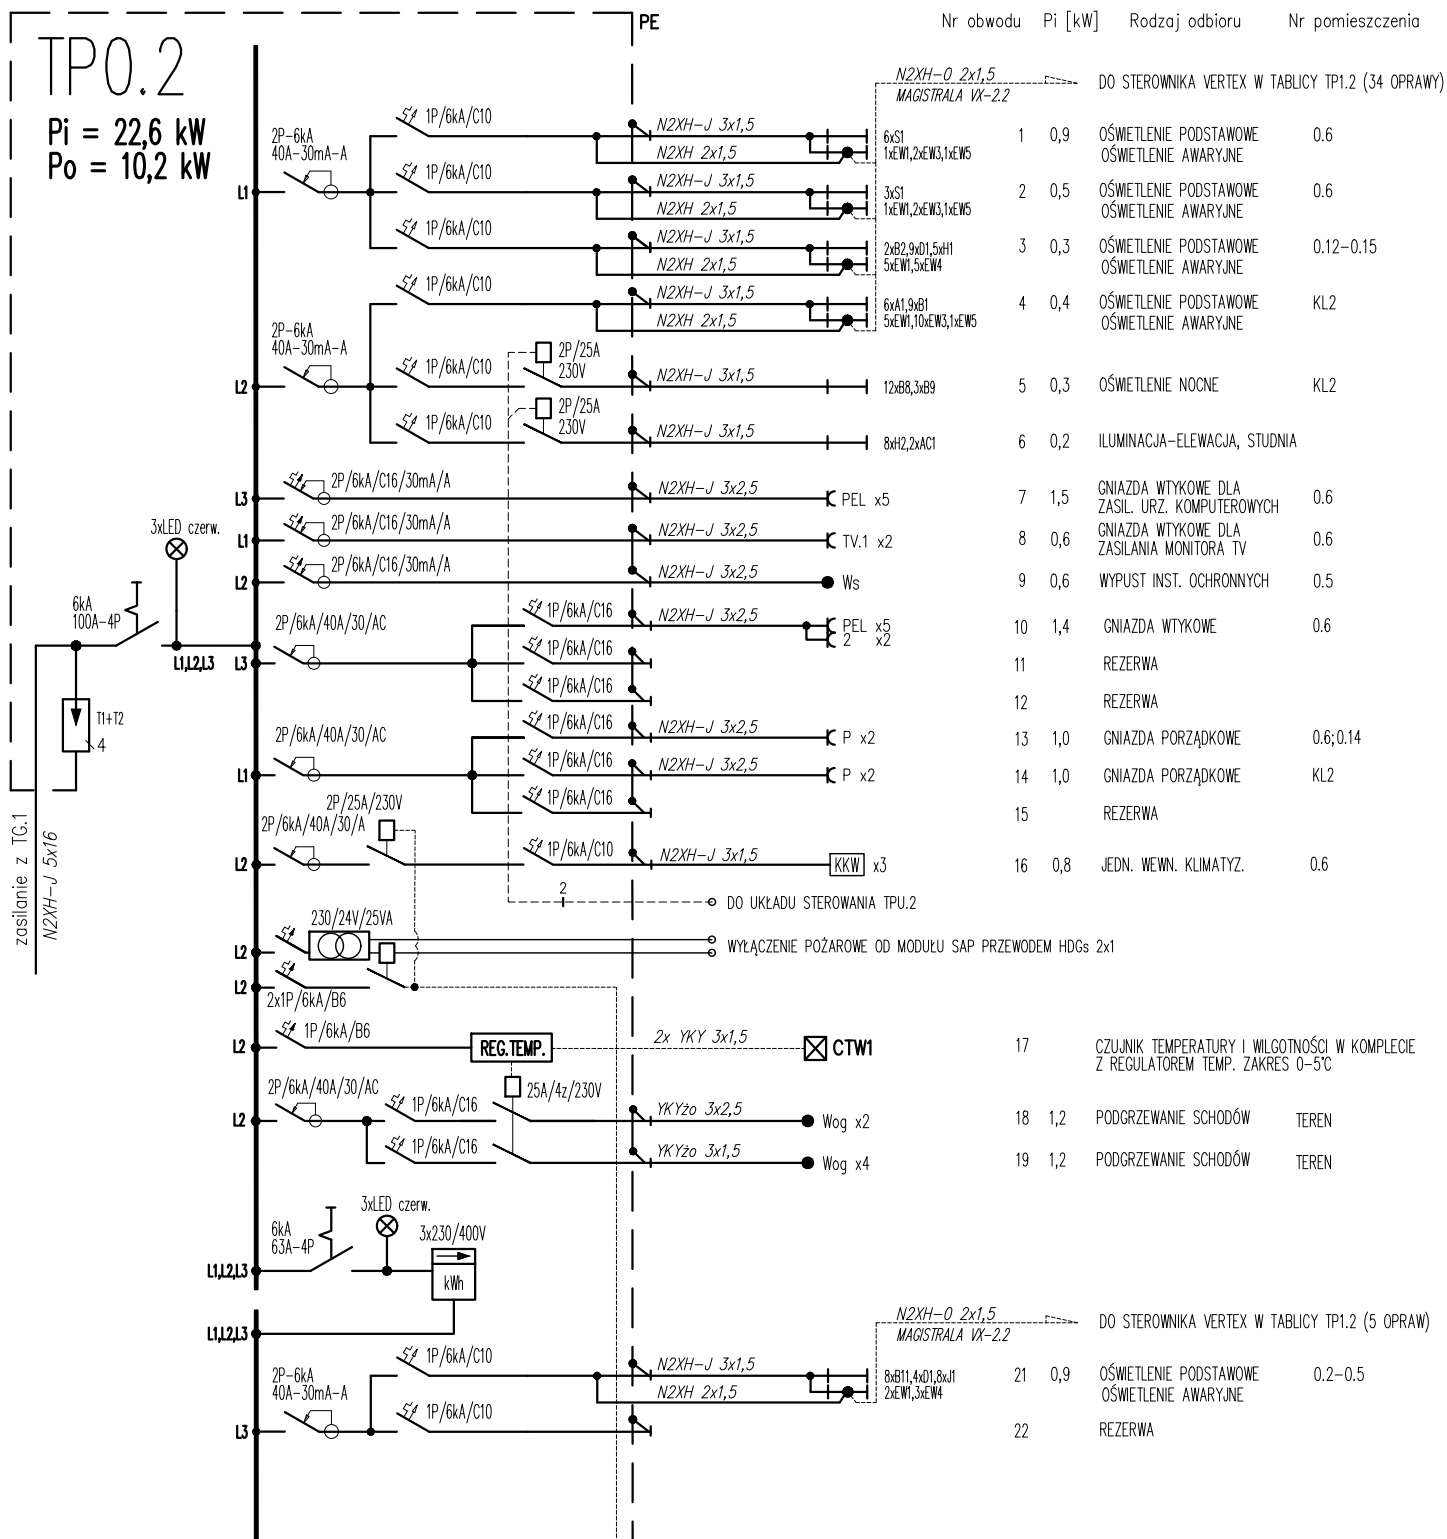 TP0.2
Pi = 22,6 kW
Po = 10,2 kW
PE
Nr obwodu Pi [kW] Rodzaj odbioru Nr pomieszczenia
N2XH-O 2x1,5
MAGISTRALA VX-2.2
DO STEROWNIKA VERTEX W TABLICY TP1.2 (34 OPRAWY)
2P-6kA
40A-30mA-A
L1
1P/6kA/C10
N2XH-J 3x1,5
N2XH 2x1,5
6xS1
1xEW1,2xEW3,1xEW5
1 0,9 OŚWIETLENIE PODSTAWOWE 0.6
OŚWIETLENIE AWARYJNE
1P/6kA/C10
N2XH-J 3x1,5
N2XH 2x1,5
3xS1
1xEW1,2xEW3,1xEW5
2 0,5 OŚWIETLENIE PODSTAWOWE 0.6
OŚWIETLENIE AWARYJNE
1P/6kA/C10
N2XH-J 3x1,5
N2XH 2x1,5
2xB2,9xD1,5xH1
5xEW1,5xEW4
3 0,3 OŚWIETLENIE PODSTAWOWE 0.12-0.15
OŚWIETLENIE AWARYJNE
1P/6kA/C10
N2XH-J 3x1,5
N2XH 2x1,5
6xA1,9xB1
5xEW1,10xEW3,1xEW5
4 0,4 OŚWIETLENIE PODSTAWOWE KL2
OŚWIETLENIE AWARYJNE
2P-6kA
40A-30mA-A
L2
1P/6kA/C10
2P/25A
230V
N2XH-J 3x1,5
12xB8,3xB9
5 0,3 OŚWIETLENIE NOCNE KL2
1P/6kA/C10
2P/25A
230V
N2XH-J 3x1,5
8xH2,2xAC1
6 0,2 ILUMINACJA-ELEWACJA, STUDNIA
L3
2P/6kA/C16/30mA/A
N2XH-J 3x2,5
PEL x5
7 1,5 GNIAZDA WTYKOWE DLA
ZASIL. URZ. KOMPUTEROWYCH 0.6
L1
2P/6kA/C16/30mA/A
N2XH-J 3x2,5
TV.1 x2
8 0,6 GNIAZDA WTYKOWE DLA
ZASILANIA MONITORA TV 0.6
L2
2P/6kA/C16/30mA/A
N2XH-J 3x2,5
Ws
9 0,6 WYPUST INST. OCHRONNYCH 0.5
3xLED czerw.
6kA
100A-4P
L1,L2,L3
T1+T2
4
zasilanie z TG.1
N2XH-J 5x16
2P/6kA/40A/30/AC
L3
1P/6kA/C16
N2XH-J 3x2,5
PEL x5
2 x2
10 1,4 GNIAZDA WTYKOWE 0.6
1P/6kA/C16
11 REZERWA
1P/6kA/C16
12 REZERWA
2P/6kA/40A/30/AC
L1
1P/6kA/C16
N2XH-J 3x2,5
P x2
13 1,0 GNIAZDA PORZĄDKOWE 0.6;0.14
1P/6kA/C16
N2XH-J 3x2,5
P x2
14 1,0 GNIAZDA PORZĄDKOWE KL2
1P/6kA/C16
15 REZERWA
2P/25A/230V
2P/6kA/40A/30/A
L2
1P/6kA/C10
N2XH-J 3x1,5
KKW x3
16 0,8 JEDN. WEWN. KLIMATYZ. 0.6
2
DO UKŁADU STEROWANIA TPU.2
230/24V/25VA
L2
WYŁĄCZENIE POŻAROWE OD MODUŁU SAP PRZEWODEM HDGs 2x1
L2
2x1P/6kA/B6
L2
1P/6kA/B6
REG.TEMP.
2x YKY 3x1,5
CTW1
17 CZUJNIK TEMPERATURY I WILGOTNOŚCI W KOMPLECIE
Z REGULATOREM TEMP. ZAKRES 0-5°C
2P/6kA/40A/30/AC
25A/4z/230V
L2
1P/6kA/C16
YKYżo 3x2,5
Wog x2
18 1,2 PODGRZEWANIE SCHODÓW TEREN
1P/6kA/C16
YKYżo 3x1,5
Wog x4
19 1,2 PODGRZEWANIE SCHODÓW TEREN
3xLED czerw.
6kA
63A-4P
3x230/400V
kWh
L1,L2,L3
L1,L2,L3
N2XH-O 2x1,5
MAGISTRALA VX-2.2
DO STEROWNIKA VERTEX W TABLICY TP1.2 (5 OPRAW)
2P-6kA
40A-30mA-A
1P/6kA/C10
N2XH-J 3x1,5
N2XH 2x1,5
8xB11,4xD1,8xJ1
2xEW1,3xEW4
21 0,9 OŚWIETLENIE PODSTAWOWE 0.2-0.5
OŚWIETLENIE AWARYJNE
L3
1P/6kA/C10
22 REZERWA